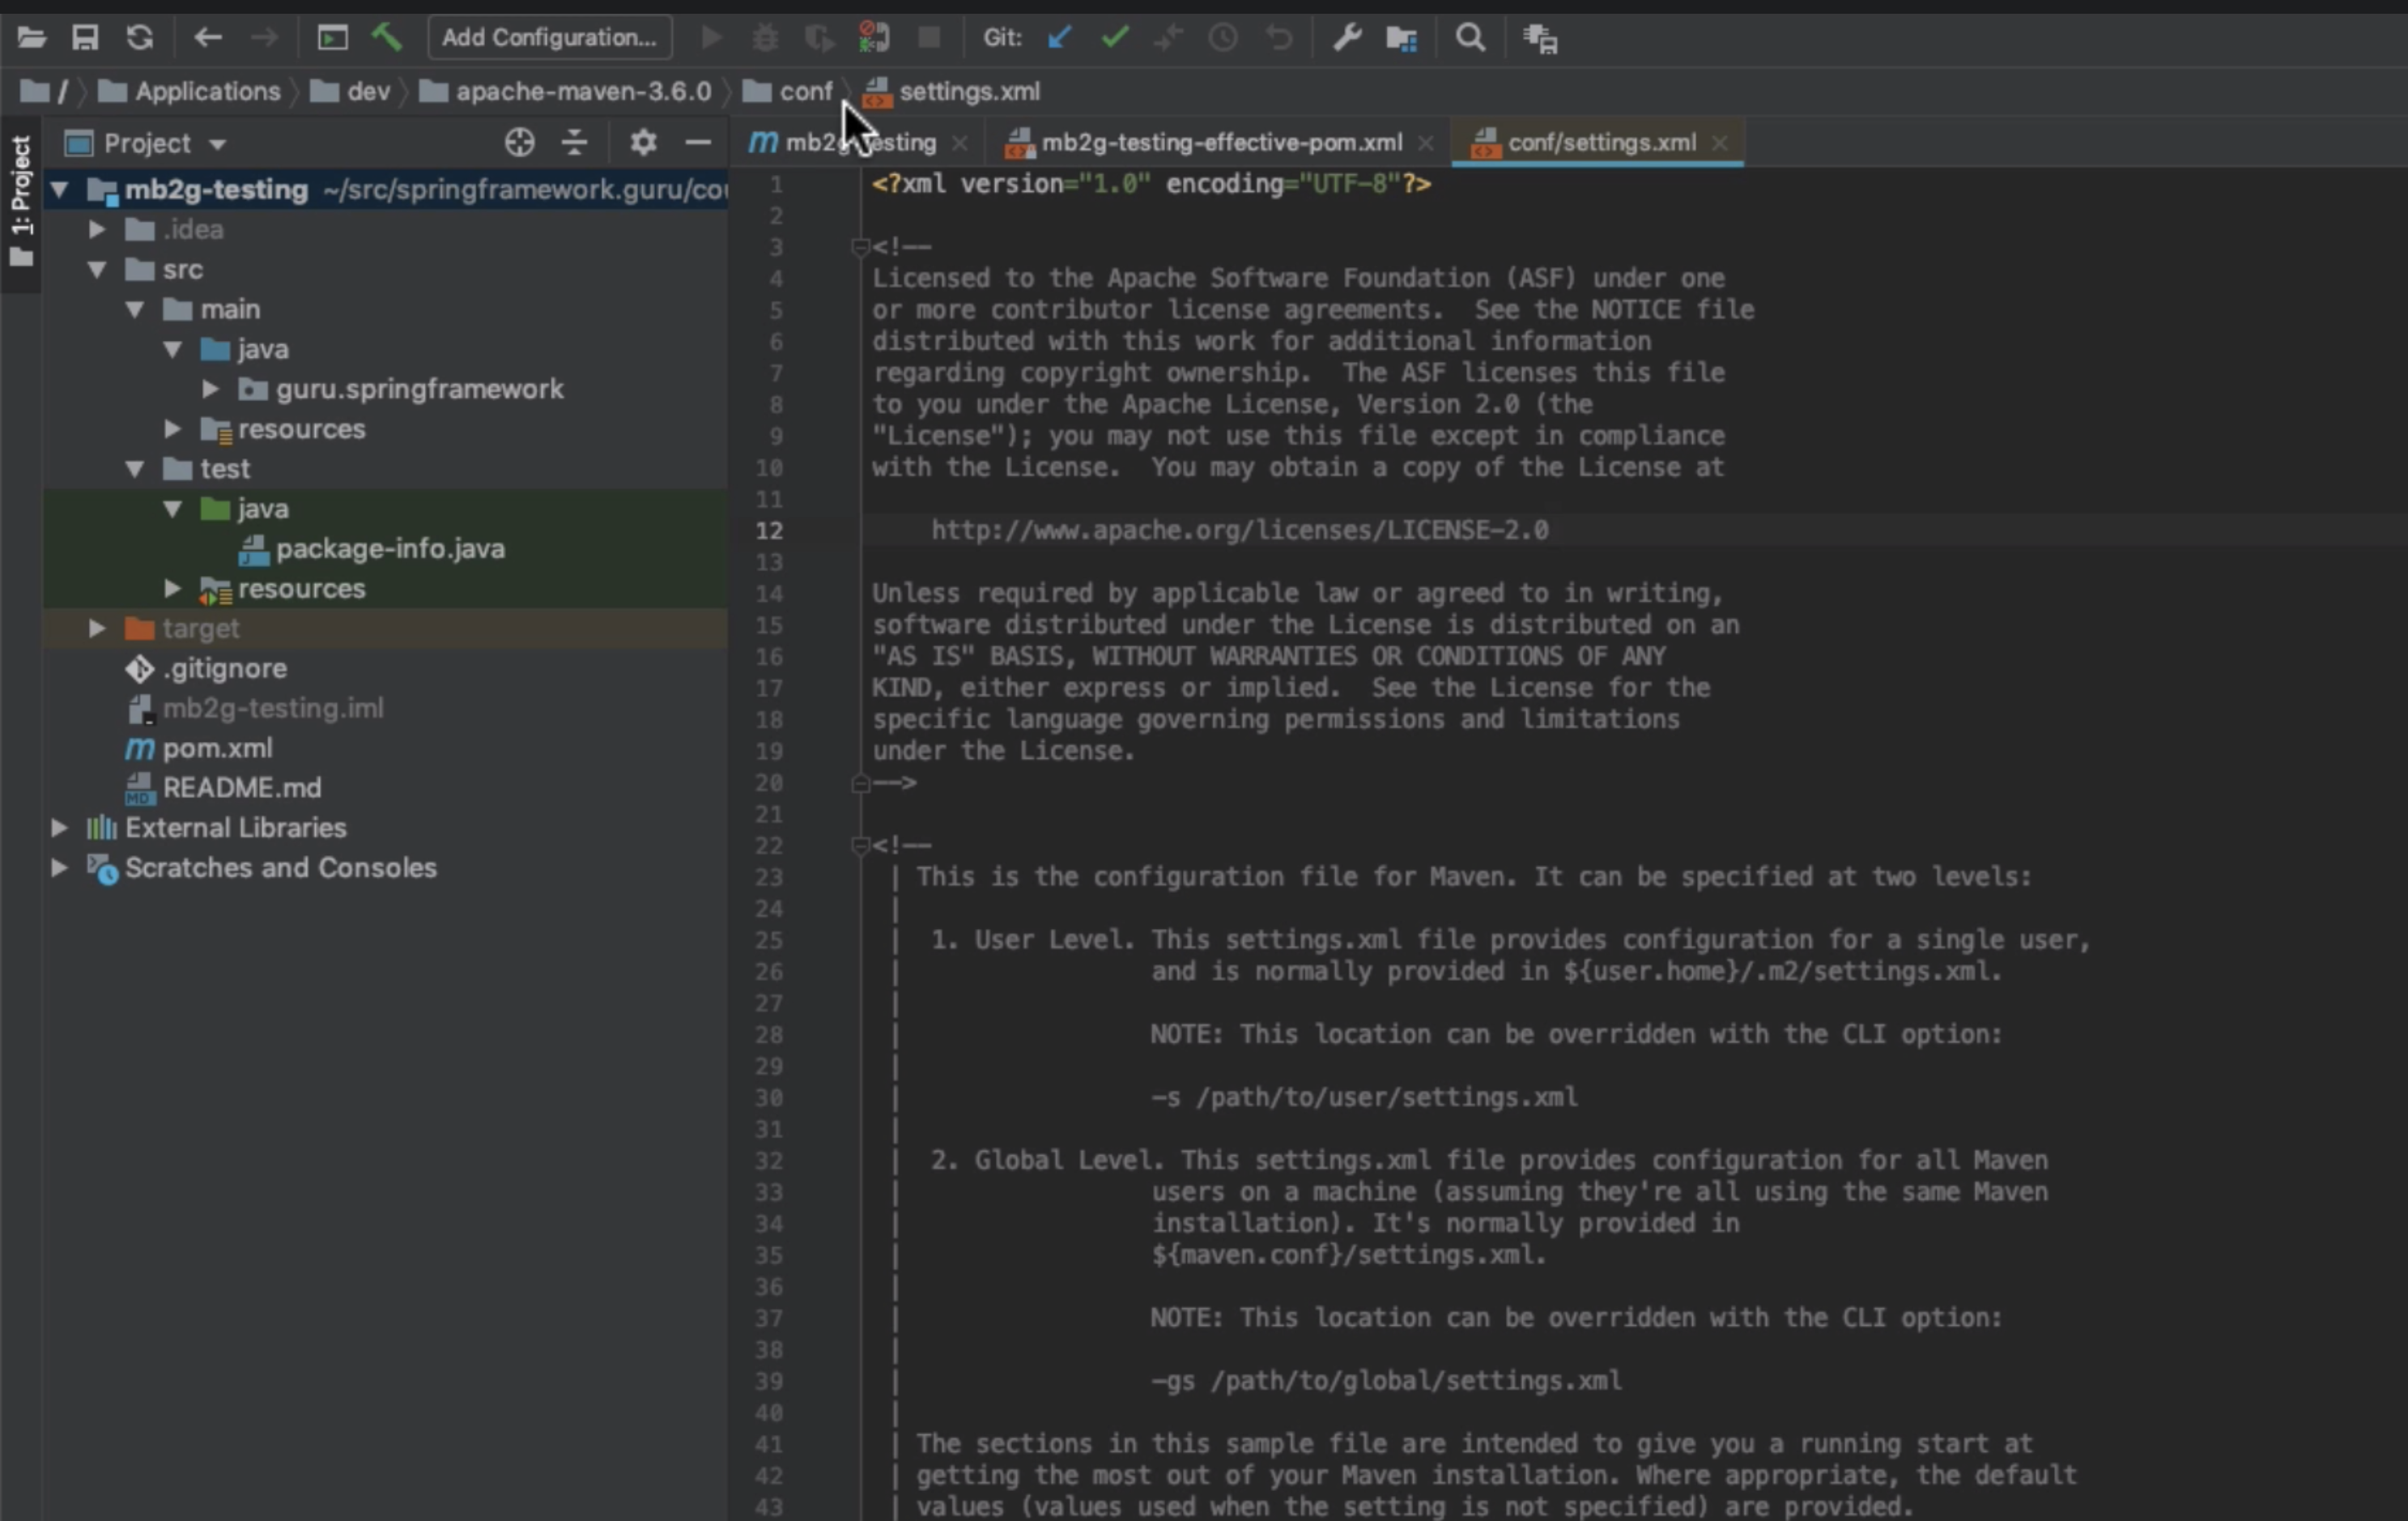 Add Configuration...
Git:
/
Applications
dev
apache-maven-3.6.0
conf
settings.xml
1: Project
Project
mb2g-testing
mb2g-testing-effective-pom.xml
conf/settings.xml
mb2g-testing ~/src/springframework.guru/cou
.idea
src
main
java
guru.springframework
resources
test
java
package-info.java
resources
target
.gitignore
mb2g-testing.iml
pom.xml
README.md
External Libraries
Scratches and Consoles
1 <?xml version="1.0" encoding="UTF-8"?>
2
3 <!--
4 Licensed to the Apache Software Foundation (ASF) under one
5 or more contributor license agreements.  See the NOTICE file
6 distributed with this work for additional information
7 regarding copyright ownership.  The ASF licenses this file
8 to you under the Apache License, Version 2.0 (the
9 "License"); you may not use this file except in compliance
10 with the License.  You may obtain a copy of the License at
11
12 http://www.apache.org/licenses/LICENSE-2.0
13
14 Unless required by applicable law or agreed to in writing,
15 software distributed under the License is distributed on an
16 "AS IS" BASIS, WITHOUT WARRANTIES OR CONDITIONS OF ANY
17 KIND, either express or implied.  See the License for the
18 specific language governing permissions and limitations
19 under the License.
20 -->
21
22 <!--
23 | This is the configuration file for Maven. It can be specified at two levels:
24 |
25 | 1. User Level. This settings.xml file provides configuration for a single user,
26 | and is normally provided in ${user.home}/.m2/settings.xml.
27 |
28 | NOTE: This location can be overridden with the CLI option:
29 |
30 | -s /path/to/user/settings.xml
31 |
32 | 2. Global Level. This settings.xml file provides configuration for all Maven
33 | users on a machine (assuming they're all using the same Maven
34 | installation). It's normally provided in
35 | ${maven.conf}/settings.xml.
36 |
37 | NOTE: This location can be overridden with the CLI option:
38 |
39 | -gs /path/to/global/settings.xml
40 |
41 | The sections in this sample file are intended to give you a running start at
42 | getting the most out of your Maven installation. Where appropriate, the default
43 | values (values used when the setting is not specified) are provided.